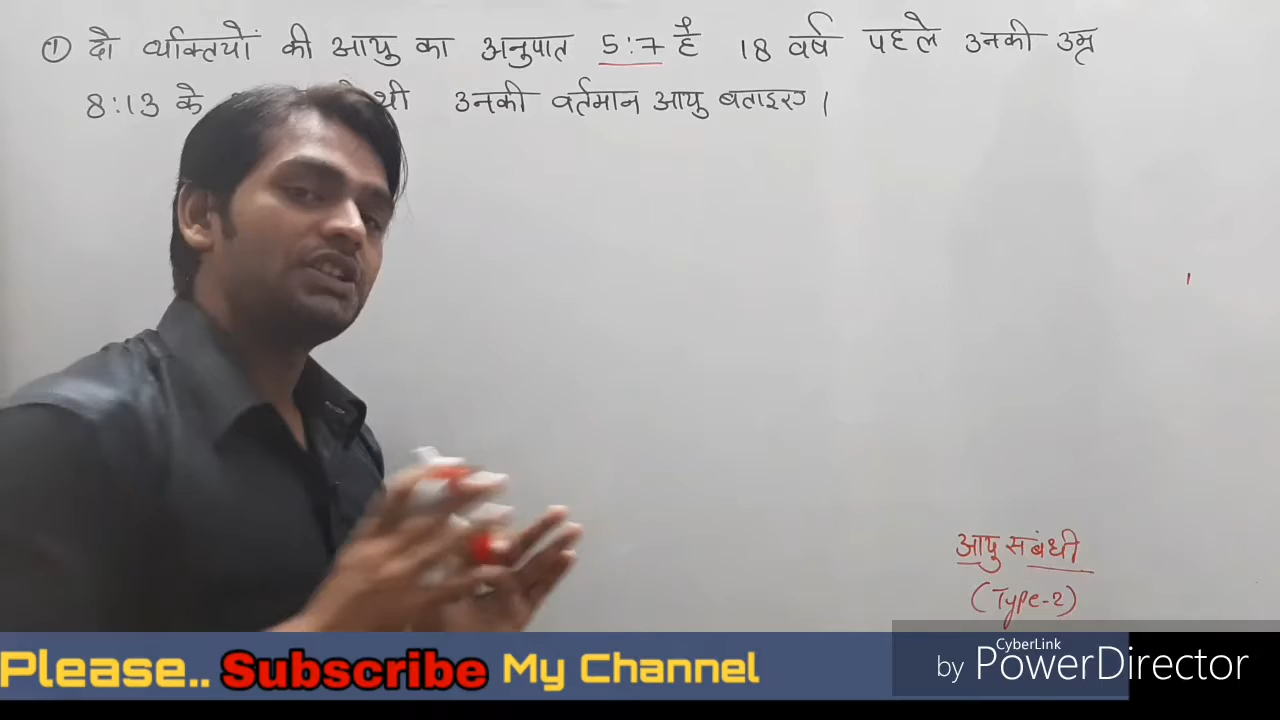 ① दो व्यक्तियों की आयु का अनुपात 5:7 है 18 वर्ष पहले उनकी उम्र
8:13 के थी उनकी वर्तमान आयु बताइए।
आयु सबंधी
(Type-2)
Please.. Subscribe My Channel
CyberLink
by PowerDirector